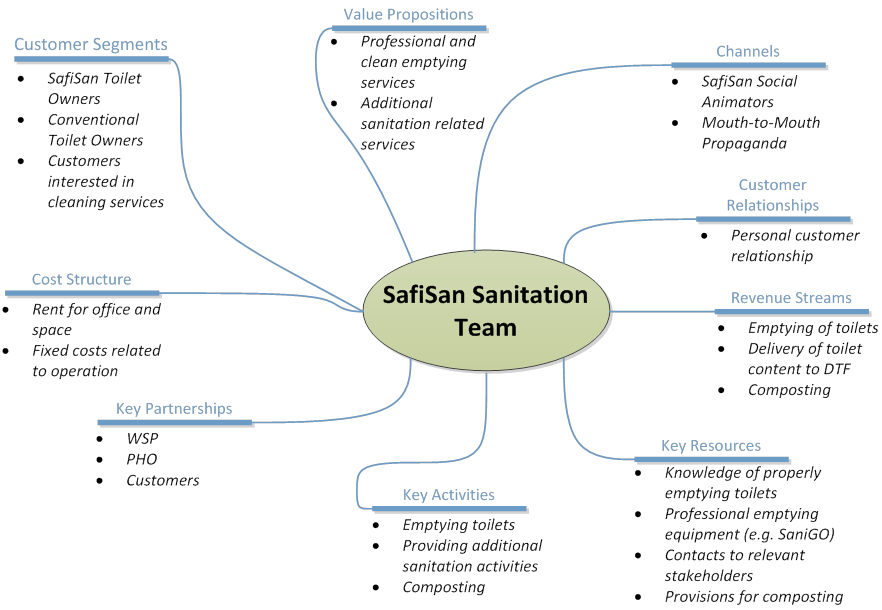 Value Propositions
• Professional and
clean emptying
services
• Additional
sanitation related
services
Customer Segments
• SafiSan Toilet
Owners
• Conventional
Toilet Owners
• Customers
interested in
cleaning services
Channels
• SafiSan Social
Animators
• Mouth-to-Mouth
Propaganda
Customer
Relationships
• Personal customer
relationship
Cost Structure
• Rent for office and
space
• Fixed costs related
to operation
SafiSan Sanitation
Team
Revenue Streams
• Emptying of toilets
• Delivery of toilet
content to DTF
• Composting
Key Partnerships
• WSP
• PHO
• Customers
Key Activities
• Emptying toilets
• Providing additional
sanitation activities
• Composting
Key Resources
• Knowledge of properly
emptying toilets
• Professional emptying
equipment (e.g. SaniGO)
• Contacts to relevant
stakeholders
• Provisions for composting